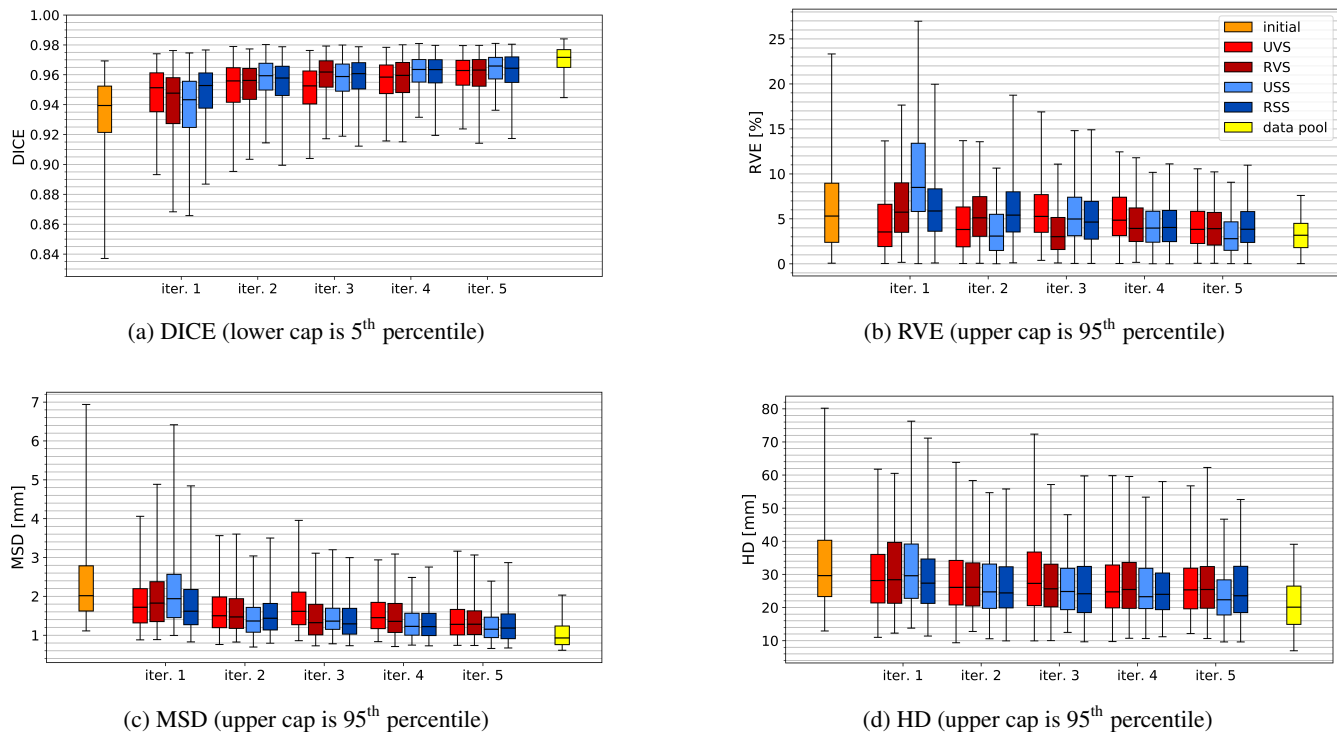 1.00
0.98
0.96
0.94
0.92
0.90
0.88
0.86
0.84
DICE
iter. 1 iter. 2 iter. 3 iter. 4 iter. 5
(a) DICE (lower cap is 5th percentile)
25
20
15
10
5
0
RVE [%]
initial
UVS
RVS
USS
RSS
data pool
iter. 1 iter. 2 iter. 3 iter. 4 iter. 5
(b) RVE (upper cap is 95th percentile)
7
6
5
4
3
2
1
MSD [mm]
iter. 1 iter. 2 iter. 3 iter. 4 iter. 5
(c) MSD (upper cap is 95th percentile)
80
70
60
50
40
30
20
10
HD [mm]
iter. 1 iter. 2 iter. 3 iter. 4 iter. 5
(d) HD (upper cap is 95th percentile)